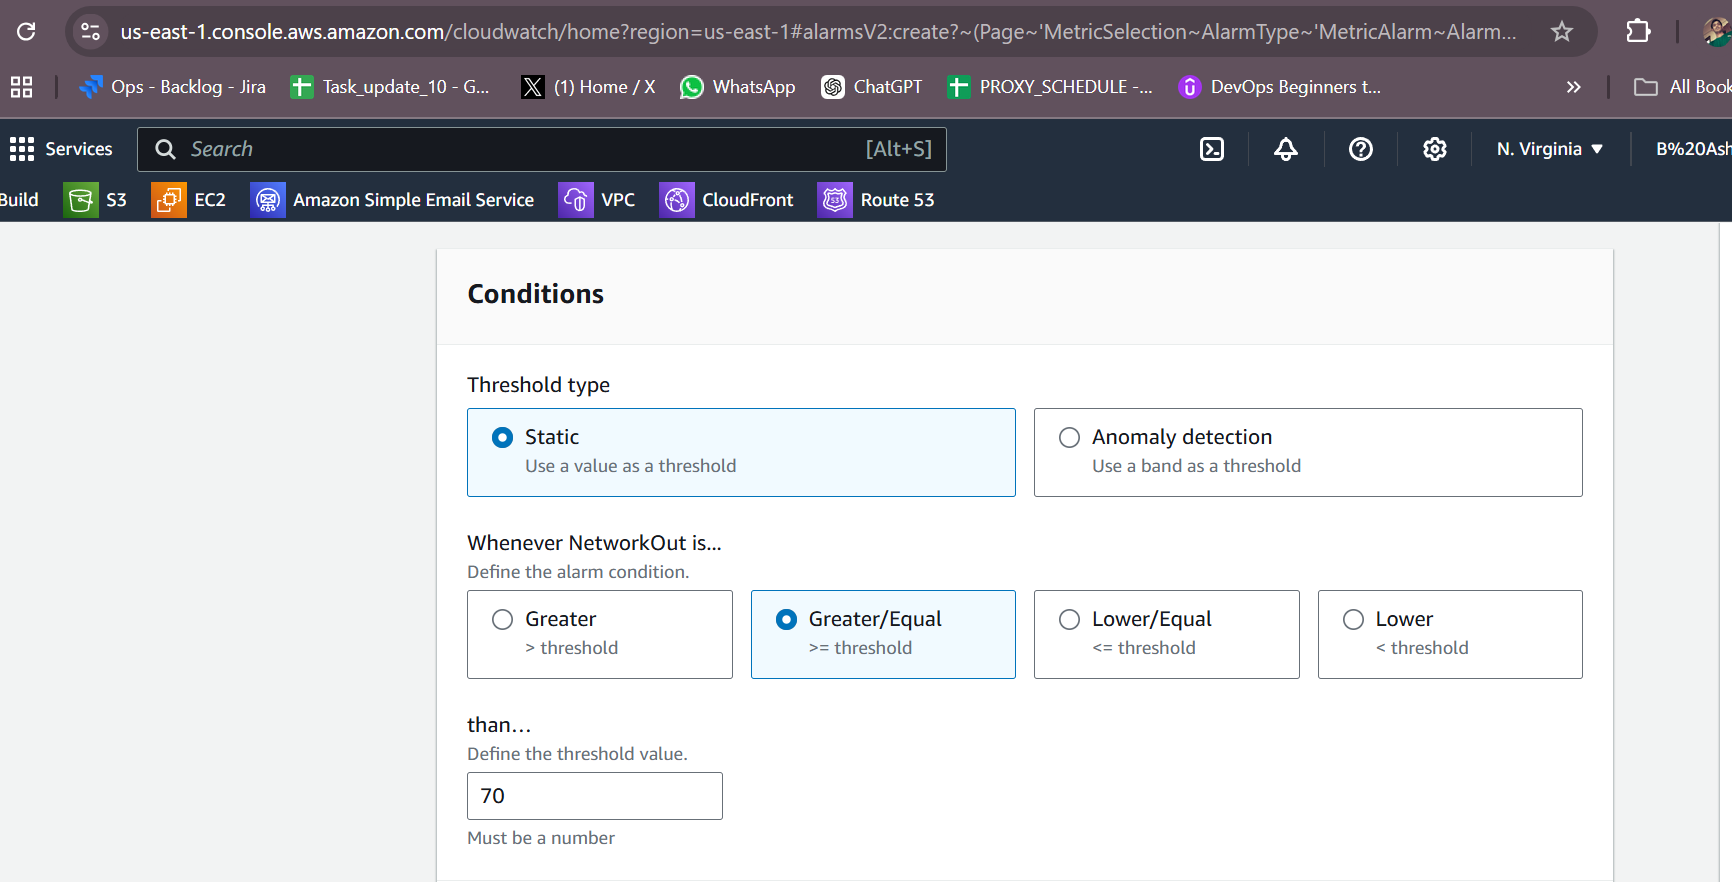 us-east-1.console.aws.amazon.com/cloudwatch/home?region=us-east-1#alarmsV2:create?~(Page~'MetricSelection~AlarmType~'MetricAlarm~Alarm...
Ops - Backlog - Jira Task_update_10 - G... (1) Home / X WhatsApp ChatGPT PROXY_SCHEDULE -... DevOps Beginners t... » All Book
Services Search [Alt+S] N. Virginia B%20Ash
Build S3 EC2 Amazon Simple Email Service VPC CloudFront Route 53
Conditions
Threshold type
Static Anomaly detection
Use a value as a threshold Use a band as a threshold
Whenever NetworkOut is...
Define the alarm condition.
Greater Greater/Equal Lower/Equal Lower
> threshold >= threshold <= threshold < threshold
than...
Define the threshold value.
70
Must be a number